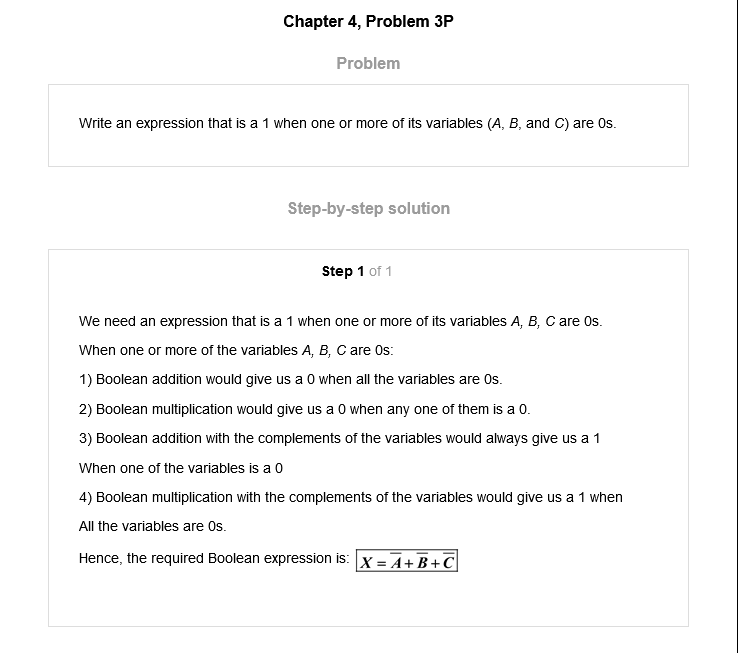 Chapter 4, Problem 3P
Problem
Write an expression that is a 1 when one or more of its variables (A, B, and C) are 0s.
Step-by-step solution
Step 1 of 1
We need an expression that is a 1 when one or more of its variables A, B, C are 0s.
When one or more of the variables A, B, C are 0s:
1) Boolean addition would give us a 0 when all the variables are 0s.
2) Boolean multiplication would give us a 0 when any one of them is a 0.
3) Boolean addition with the complements of the variables would always give us a 1
When one of the variables is a 0
4) Boolean multiplication with the complements of the variables would give us a 1 when
All the variables are 0s.
Hence, the required Boolean expression is: X = A̅ + B̅ + C̅